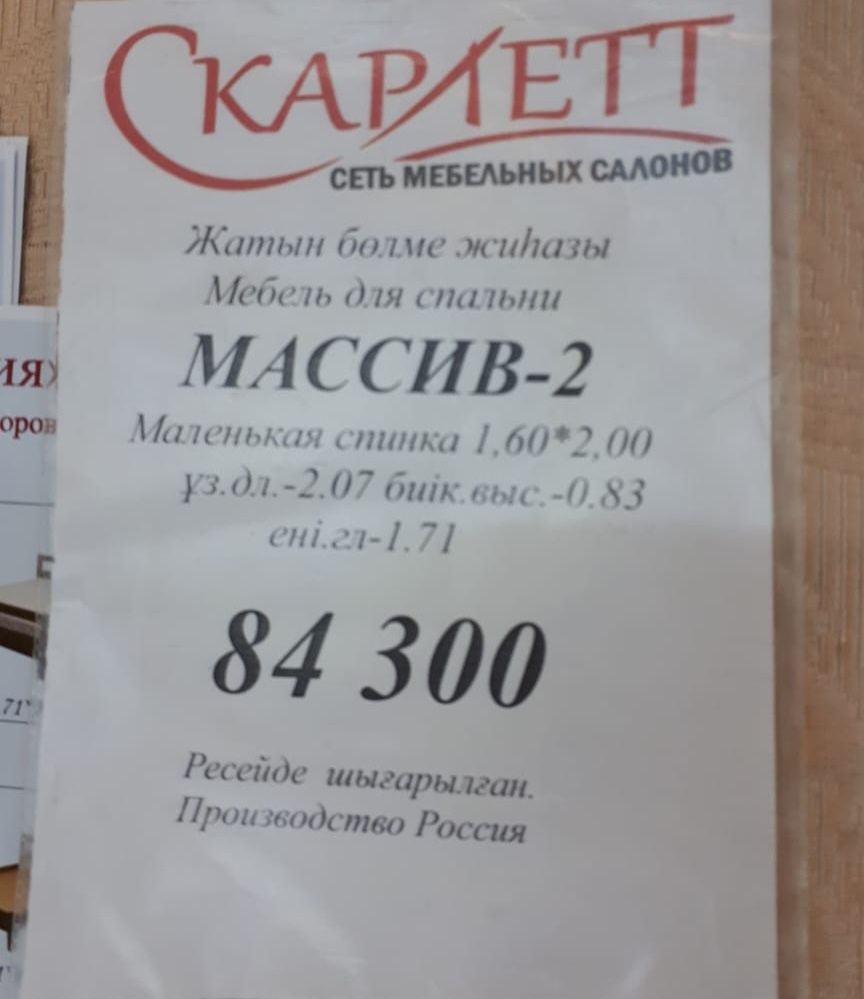 СКАРЛЕТТ
СЕТЬ МЕБЕЛЬНЫХ САЛОНОВ
Жатын бөлме жиһазы
Мебель для спальни
МАССИВ-2
Маленькая спинка 1,60*2,00
ұз.дл.-2.07 биік.выс.-0.83
ені.гл-1.71
84 300
Ресейде шығарылған.
Производство Россия